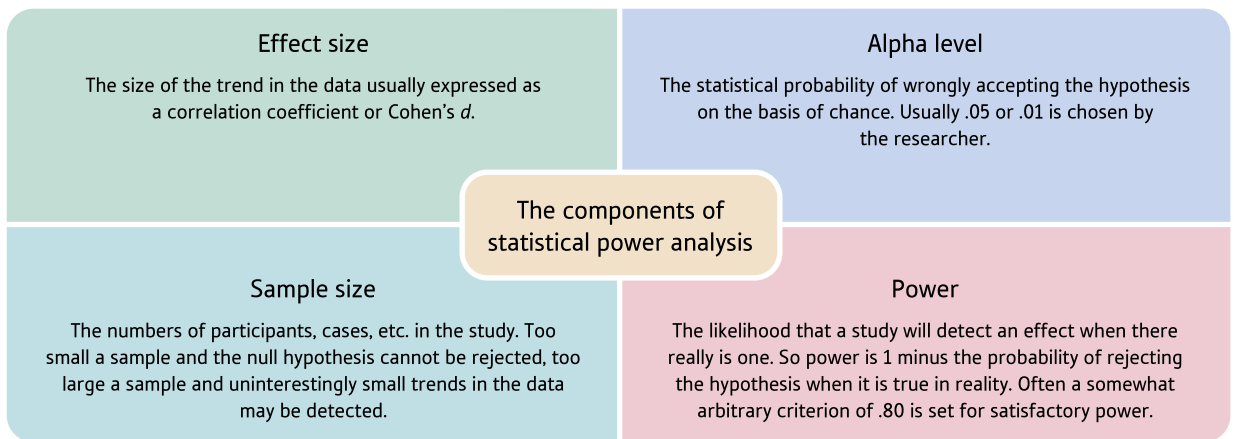 Effect size
The size of the trend in the data usually expressed as
a correlation coefficient or Cohen's d.
Alpha level
The statistical probability of wrongly accepting the hypothesis
on the basis of chance. Usually .05 or .01 is chosen by
the researcher.
The components of
statistical power analysis
Sample size
The numbers of participants, cases, etc. in the study. Too
small a sample and the null hypothesis cannot be rejected, too
large a sample and uninterestingly small trends in the data
may be detected.
Power
The likelihood that a study will detect an effect when there
really is one. So power is 1 minus the probability of rejecting
the hypothesis when it is true in reality. Often a somewhat
arbitrary criterion of .80 is set for satisfactory power.